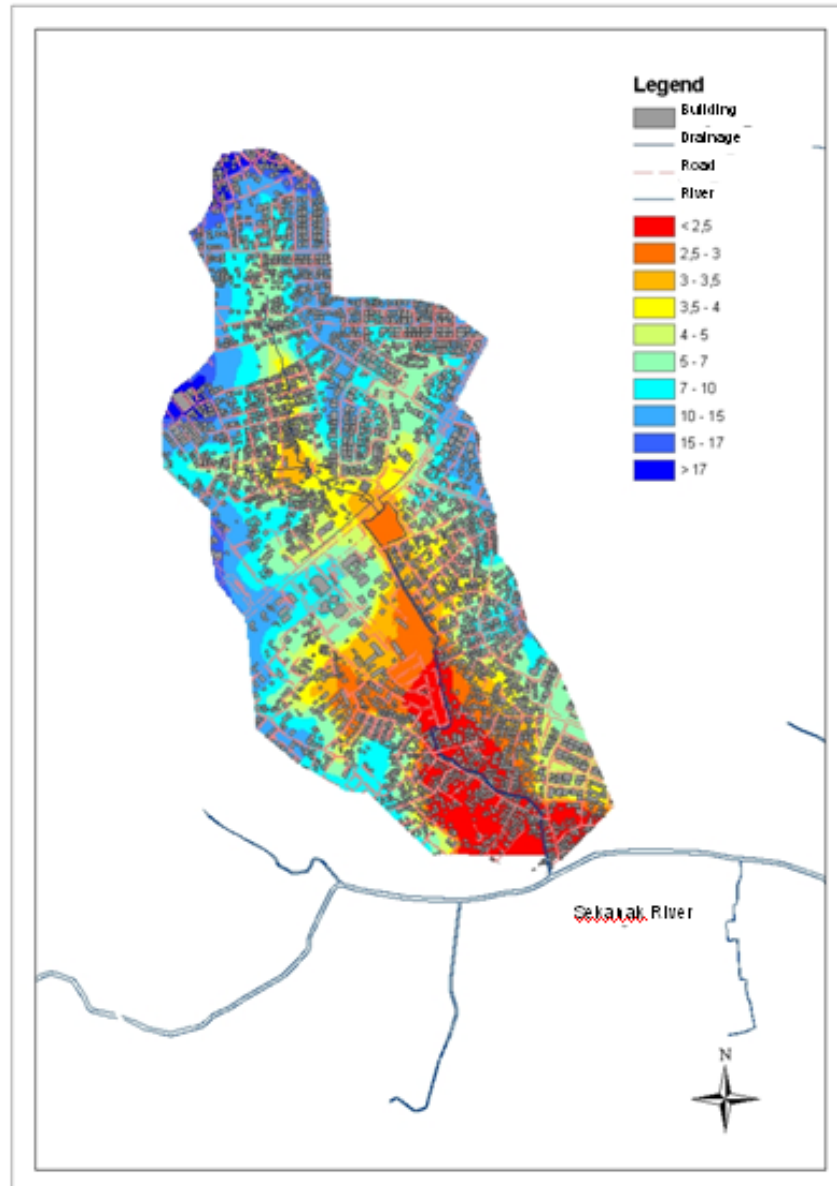 Legend
Building
Drainage
Road
River
< 2,5
2,5 - 3
3 - 3,5
3,5 - 4
4 - 5
5 - 7
7 - 10
10 - 15
15 - 17
> 17
Sekanak River
N